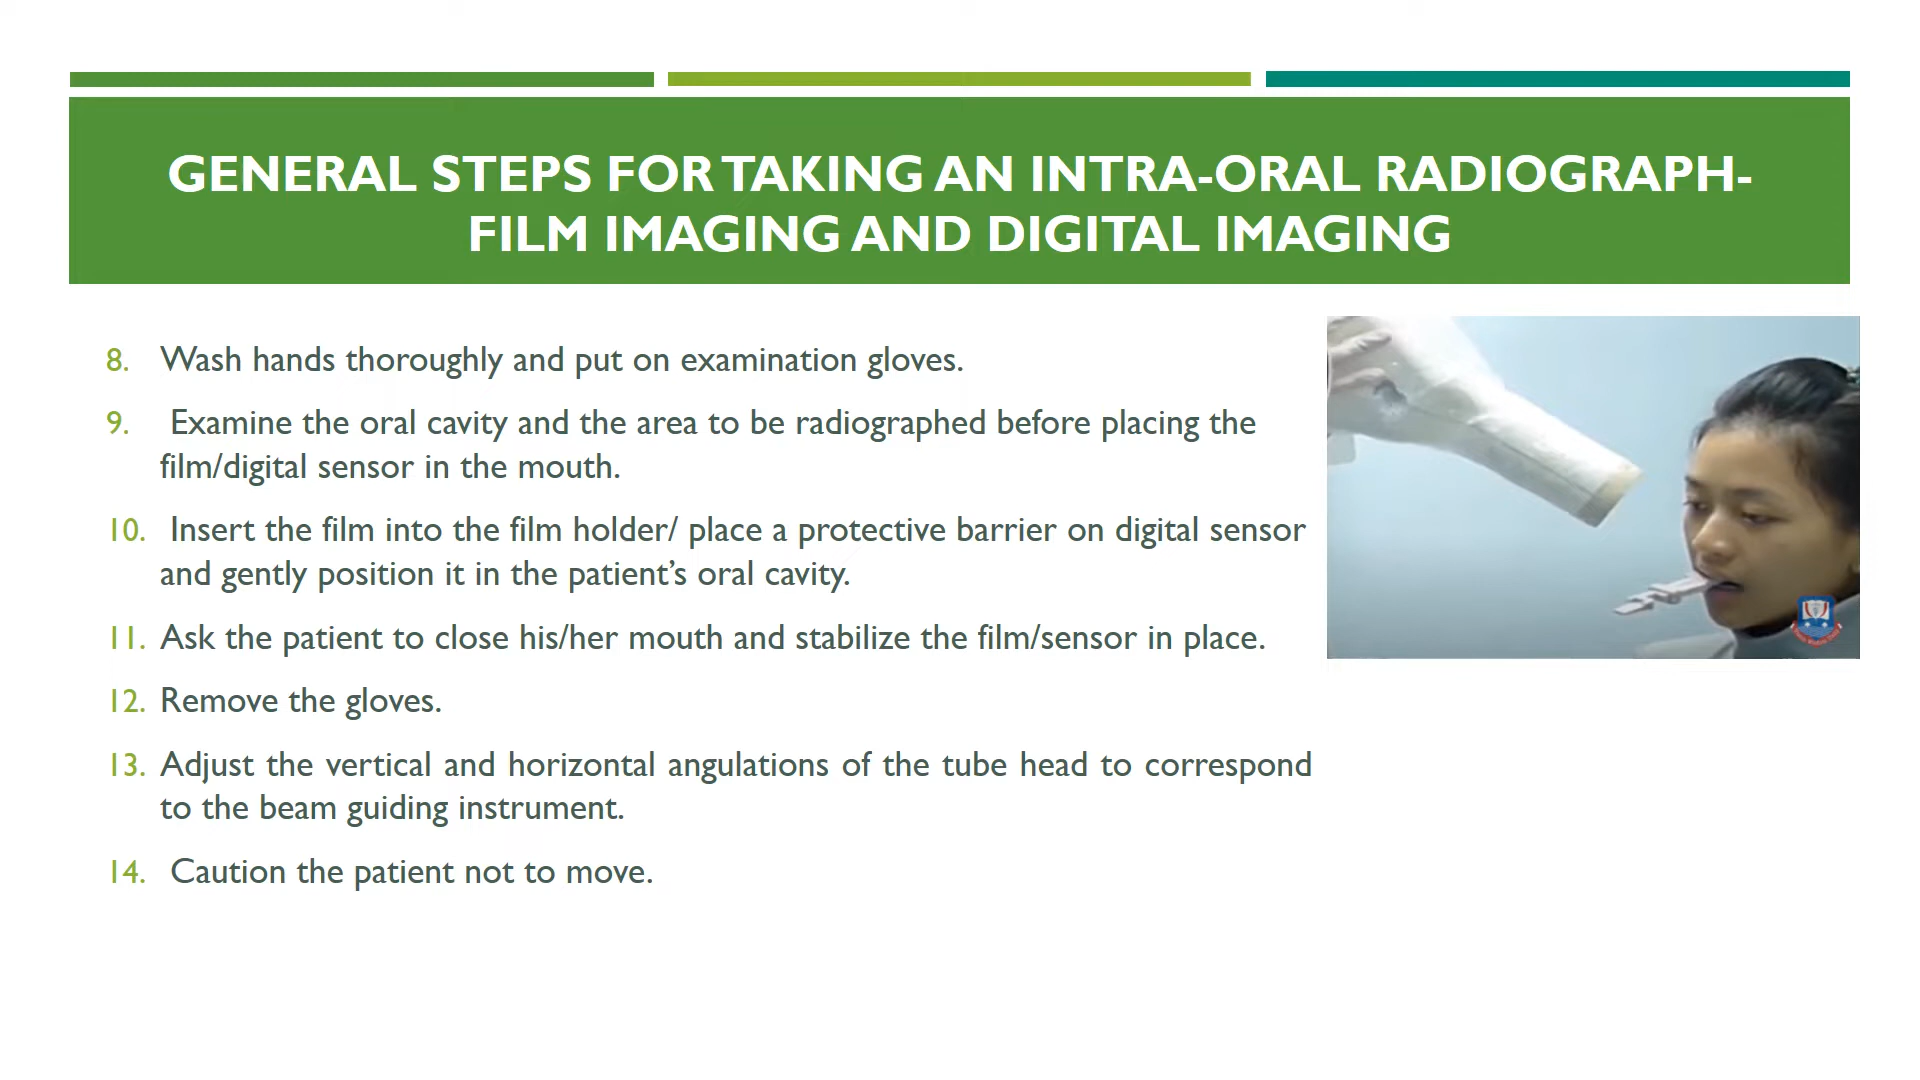 GENERAL STEPS FOR TAKING AN INTRA-ORAL RADIOGRAPH-
FILM IMAGING AND DIGITAL IMAGING
8. Wash hands thoroughly and put on examination gloves.
9. Examine the oral cavity and the area to be radiographed before placing the
film/digital sensor in the mouth.
10. Insert the film into the film holder/ place a protective barrier on digital sensor
and gently position it in the patient’s oral cavity.
11. Ask the patient to close his/her mouth and stabilize the film/sensor in place.
12. Remove the gloves.
13. Adjust the vertical and horizontal angulations of the tube head to correspond
to the beam guiding instrument.
14. Caution the patient not to move.